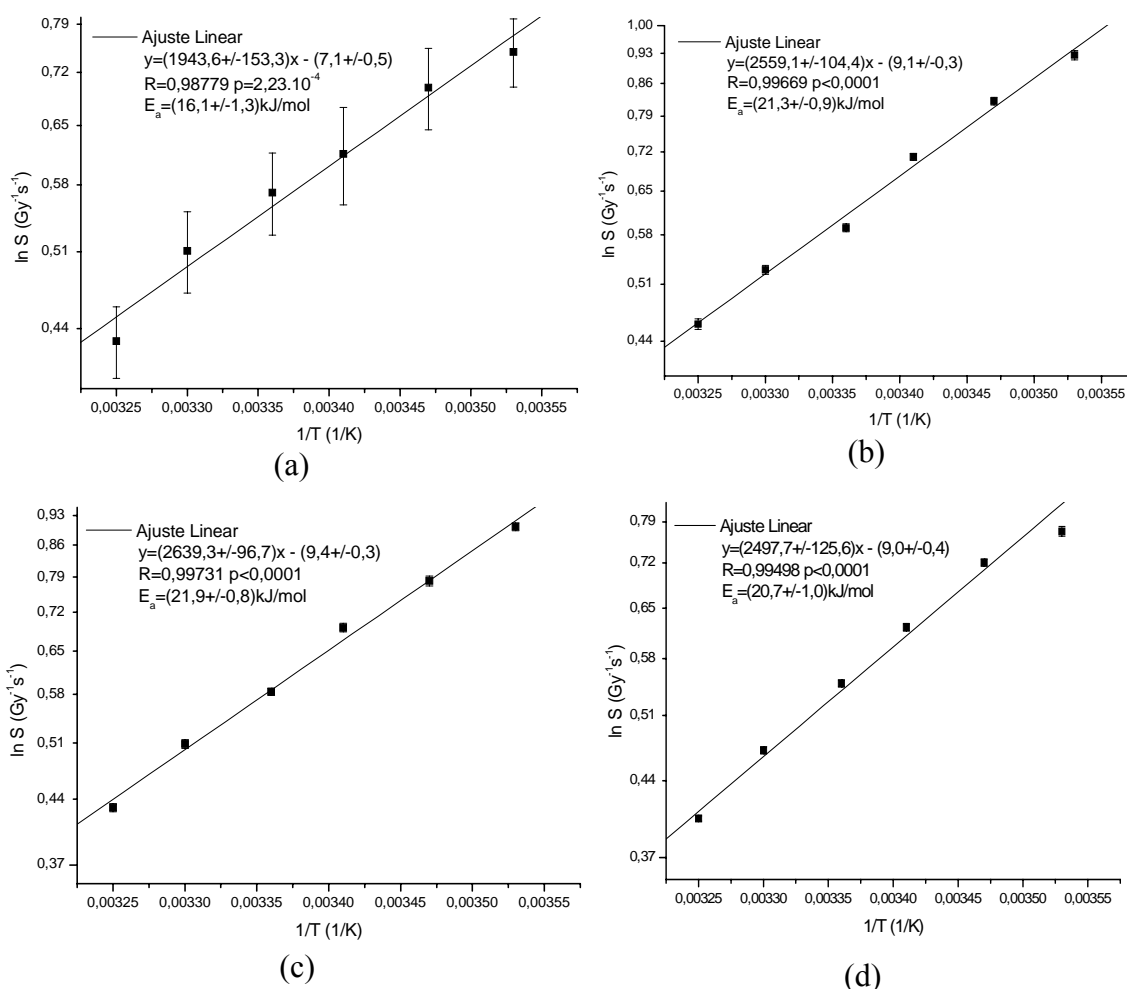 0,79
0,72
0,65
0,58
0,51
0,44
ln S (Gy⁻¹s⁻¹)
Ajuste Linear
y=(1943,6+/-153,3)x - (7,1+/-0,5)
R=0,98779 p=2,23.10⁻⁴
Eₐ=(16,1+/-1,3)kJ/mol
0,00325 0,00330 0,00335 0,00340 0,00345 0,00350 0,00355
1/T (1/K)
(a)
1,00
0,93
0,86
0,79
0,72
0,65
0,58
0,51
0,44
ln S (Gy⁻¹s⁻¹)
Ajuste Linear
y=(2559,1+-104,4)x - (9,1+/-0,3)
R=0,99669 p<0,0001
Eₐ=(21,3+/-0,9)kJ/mol
0,00325 0,00330 0,00335 0,00340 0,00345 0,00350 0,00355
1/T (1/K)
(b)
0,93
0,86
0,79
0,72
0,65
0,58
0,51
0,44
0,37
ln S (Gy⁻¹s⁻¹)
Ajuste Linear
y=(2639,3+/-96,7)x - (9,4+/-0,3)
R=0,99731 p<0,0001
Eₐ=(21,9+/-0,8)kJ/mol
0,00325 0,00330 0,00335 0,00340 0,00345 0,00350 0,00355
1/T (1/K)
(c)
0,79
0,72
0,65
0,58
0,51
0,44
0,37
ln S (Gy⁻¹s⁻¹)
Ajuste Linear
y=(2497,7+/-125,6)x - (9,0+/-0,4)
R=0,99498 p<0,0001
Eₐ=(20,7+/-1,0)kJ/mol
0,00325 0,00330 0,00335 0,00340 0,00345 0,00350 0,00355
1/T (1/K)
(d)